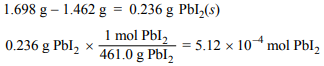 1.698 g – 1.462 g = 0.236 g PbI₂(s)
0.236 g PbI₂ × 1 mol PbI₂ / 461.0 g PbI₂ = 5.12 × 10⁻⁴ mol PbI₂